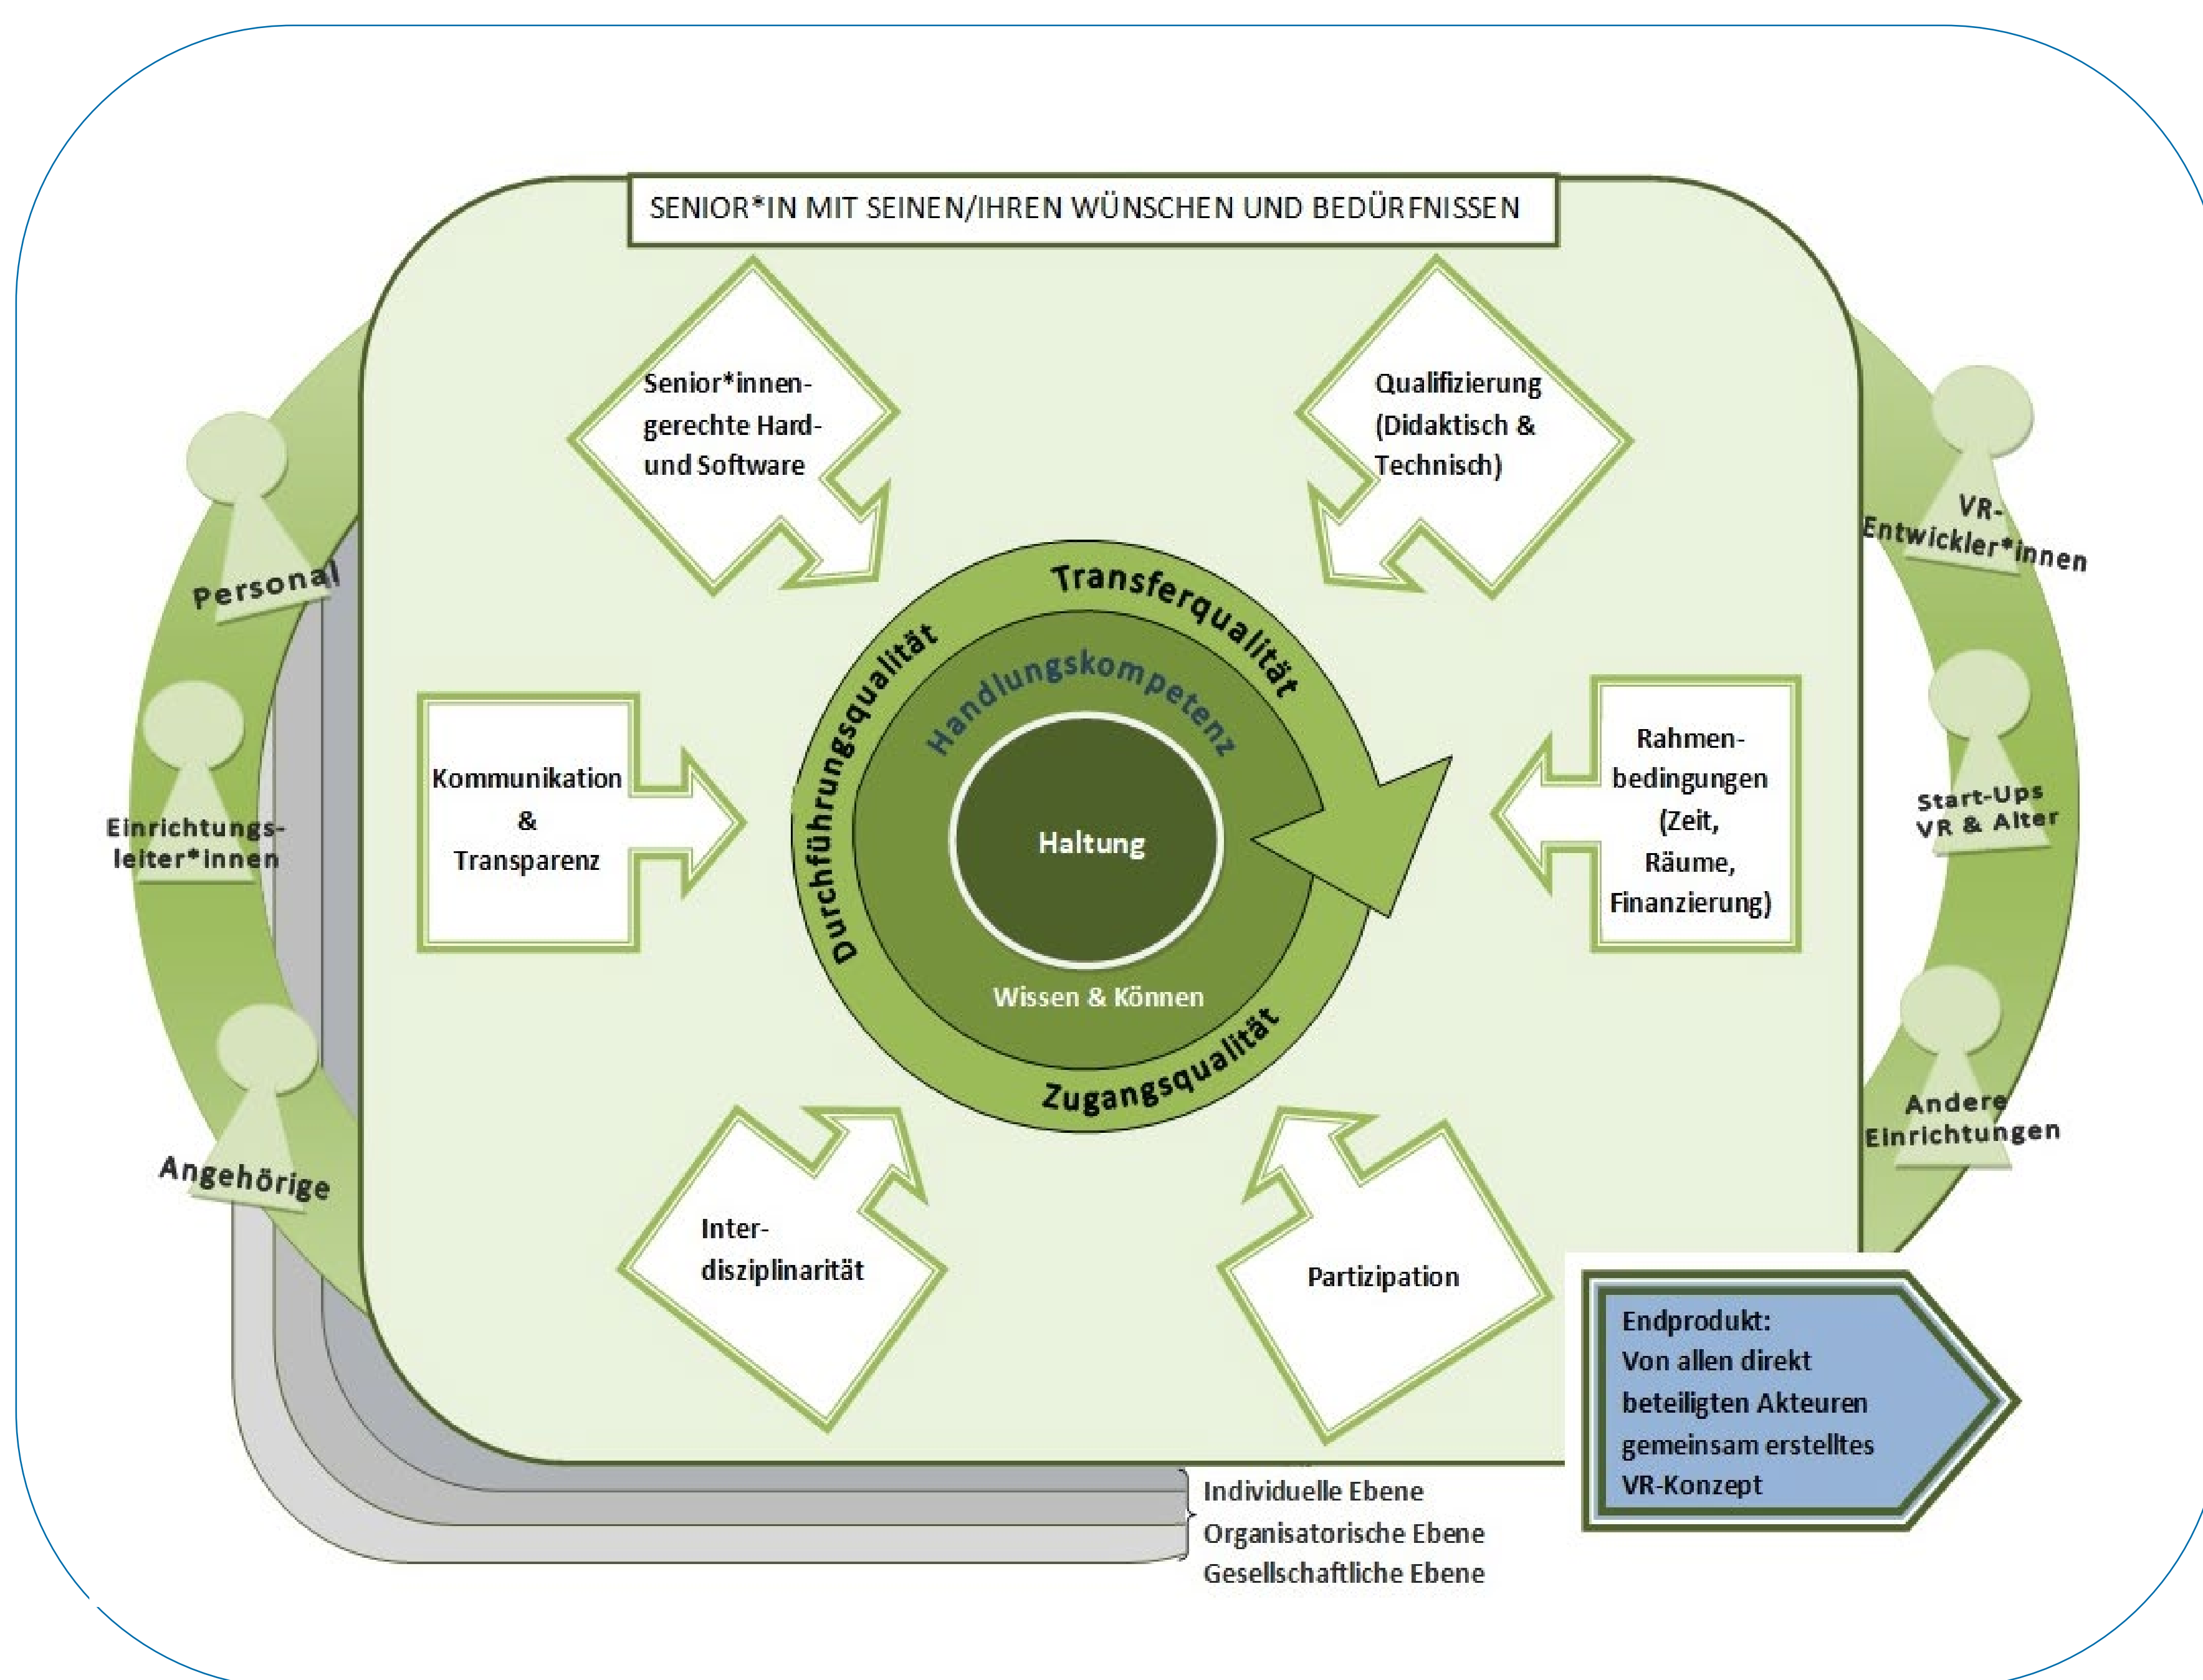 SENIOR*IN MIT SEINEN/IHREN WÜNSCHEN UND BEDÜRFNISSEN
Senior*innen-
gerechte Hard-
und Software
Qualifizierung
(Didaktisch &
Technisch)
Personal
Einrichtungs-
leiter*innen
Angehörige
VR-
Entwickler*innen
Start-Ups
VR & Alter
Andere
Einrichtungen
Kommunikation
&
Transparenz
Durchführungsqualität
Transferqualität
Zugangsqualität
Handlungskompetenz
Haltung
Wissen & Können
Rahmen-
bedingungen
(Zeit,
Räume,
Finanzierung)
Inter-
disziplinarität
Partizipation
Endprodukt:
Von allen direkt
beteiligten Akteuren
gemeinsam erstelltes
VR-Konzept
Individuelle Ebene
Organisatorische Ebene
Gesellschaftliche Ebene